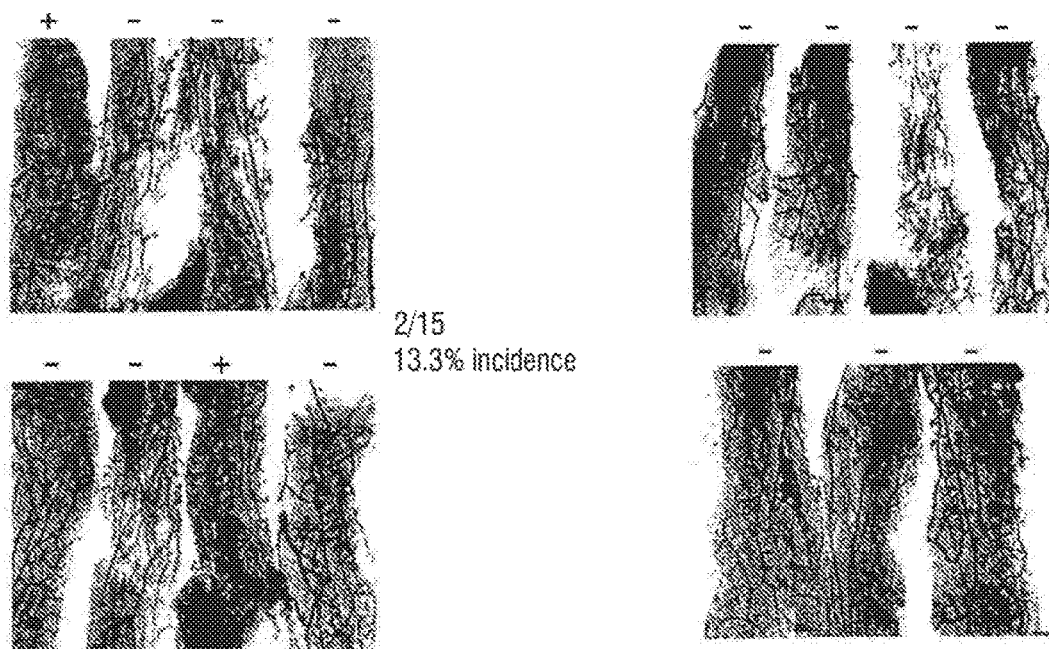 + - - -
- - - -
2/15
13.3% incidence
- - + -
- - -